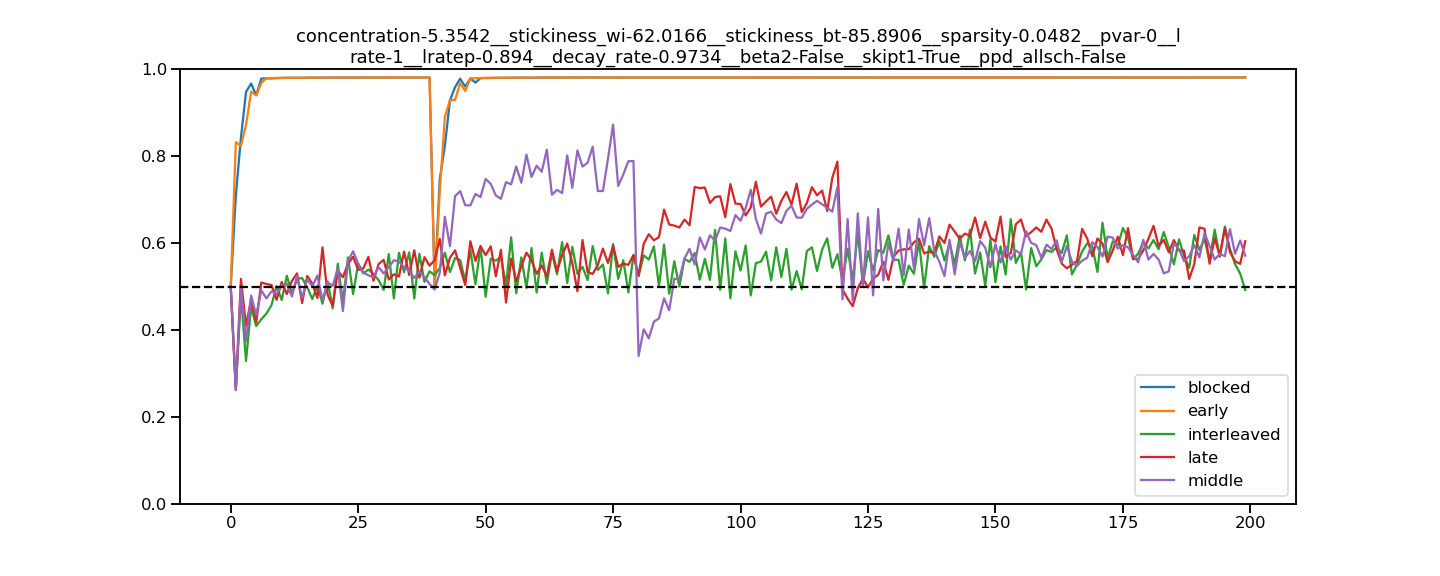 concentration-5.3542__stickiness_wi-62.0166__stickiness_bt-85.8906__sparsity-0.0482__pvar-0__l
rate-1__lratep-0.894__decay_rate-0.9734__beta2-False__skipt1-True__ppd_allsch-False
1.0
0.8
0.6
0.4
0.2
0.0
0 25 50 75 100 125 150 175 200
blocked
early
interleaved
late
middle